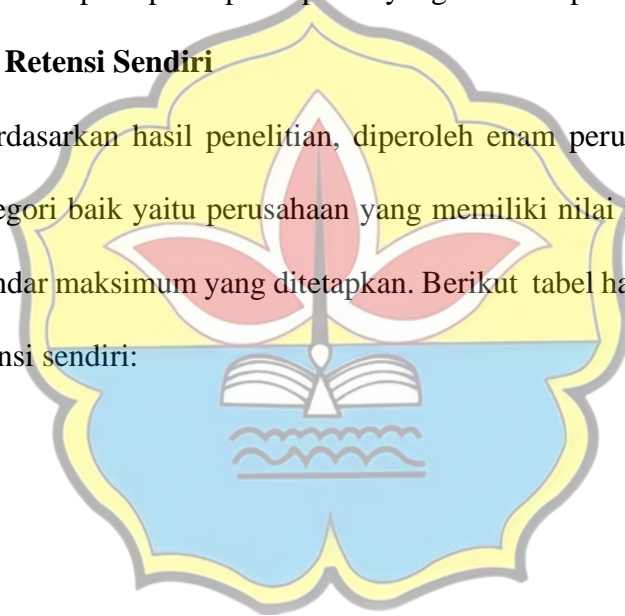 Retensi Sendiri
rdasarkan hasil penelitian, diperoleh enam peru
egori baik yaitu perusahaan yang memiliki nilai
ndar maksimum yang ditetapkan. Berikut tabel ha
nsi sendiri: